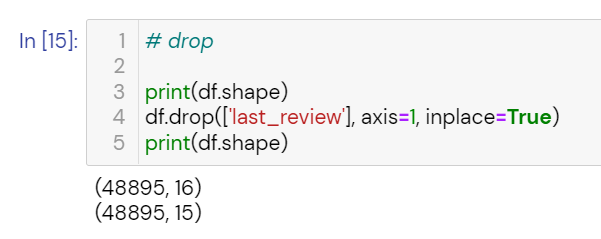 In [15]:
1 # drop
2
3 print(df.shape)
4 df.drop(['last_review'], axis=1, inplace=True)
5 print(df.shape)
(48895, 16)
(48895, 15)